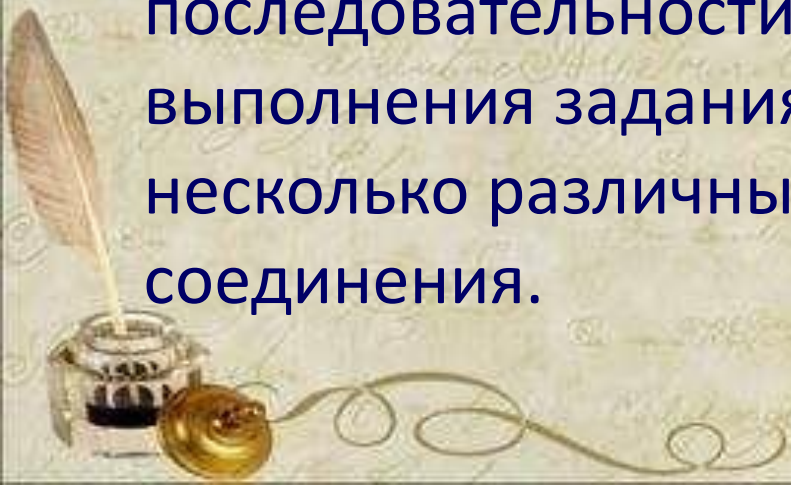 последовательности
выполнения задания
несколько различны
соединения.